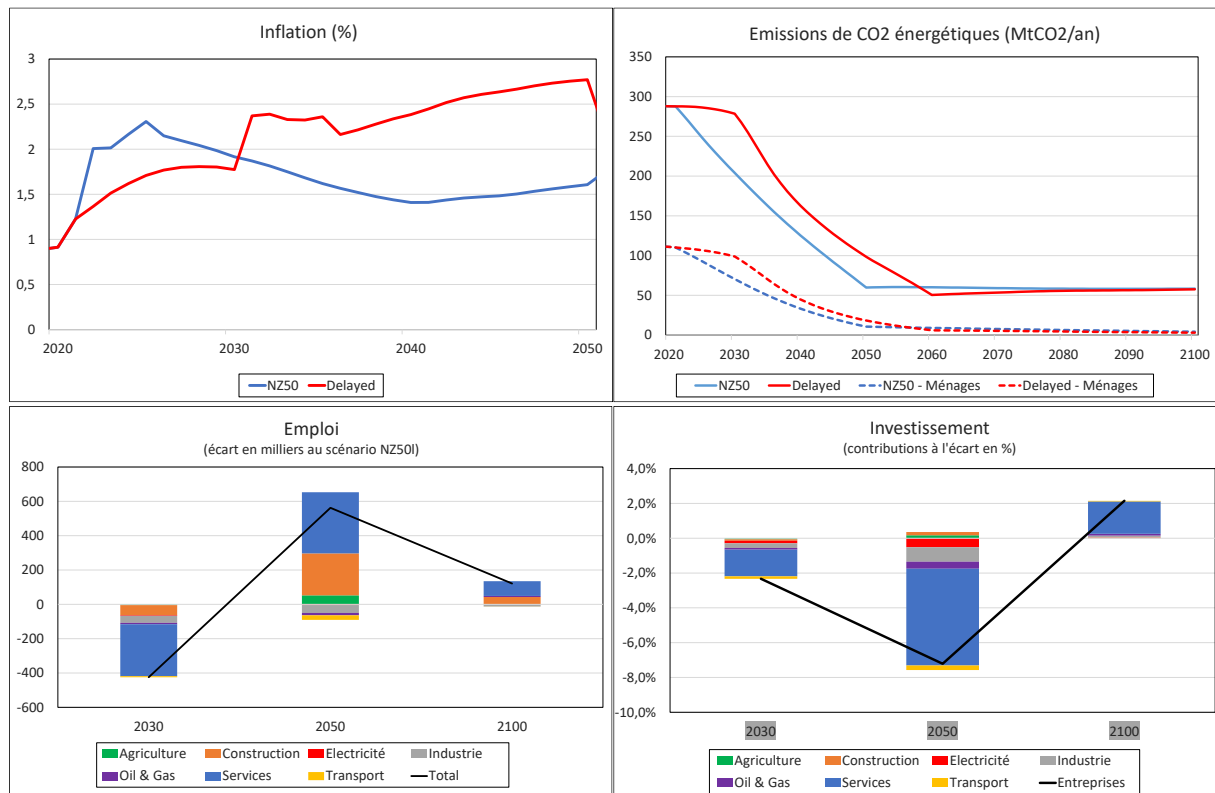 Inflation (%)
3
2,5
2
1,5
1
0,5
0
2020 2030 2040 2050
NZ50 Delayed
Emissions de CO2 énergétiques (MtCO2/an)
350
300
250
200
150
100
50
0
2020 2030 2040 2050 2060 2070 2080 2090 2100
NZ50 Delayed NZ50 - Ménages Delayed - Ménages
Emploi
(écart en milliers au scénario NZ50l)
800
600
400
200
0
-200
-400
-600
2030 2050 2100
Agriculture Construction Electricité Industrie
Oil & Gas Services Transport Total
Investissement
(contributions à l'écart en %)
4,0%
2,0%
0,0%
-2,0%
-4,0%
-6,0%
-8,0%
-10,0%
2030 2050 2100
Agriculture Construction Electricité Industrie
Oil & Gas Services Transport Entreprises